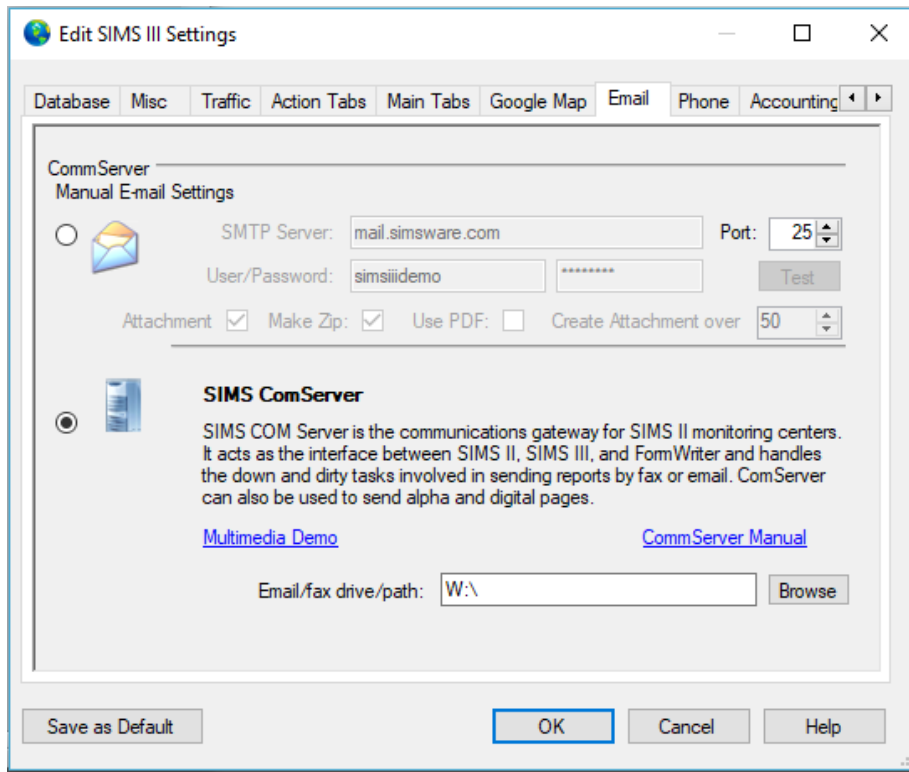 Edit SIMS III Settings
Database Misc Traffic Action Tabs Main Tabs Google Map Email Phone Accounting
CommServer
Manual E-mail Settings
SMTP Server: mail.simsware.com Port: 25
User/Password: simsiiidemo ******** Test
Attachment Make Zip: Use PDF: Create Attachment over 50
SIMS ComServer
SIMS COM Server is the communications gateway for SIMS II monitoring centers.
It acts as the interface between SIMS II, SIMS III, and FormWriter and handles
the down and dirty tasks involved in sending reports by fax or email. ComServer
can also be used to send alpha and digital pages.
Multimedia Demo CommServer Manual
Email/fax drive/path: W:\ Browse
Save as Default OK Cancel Help